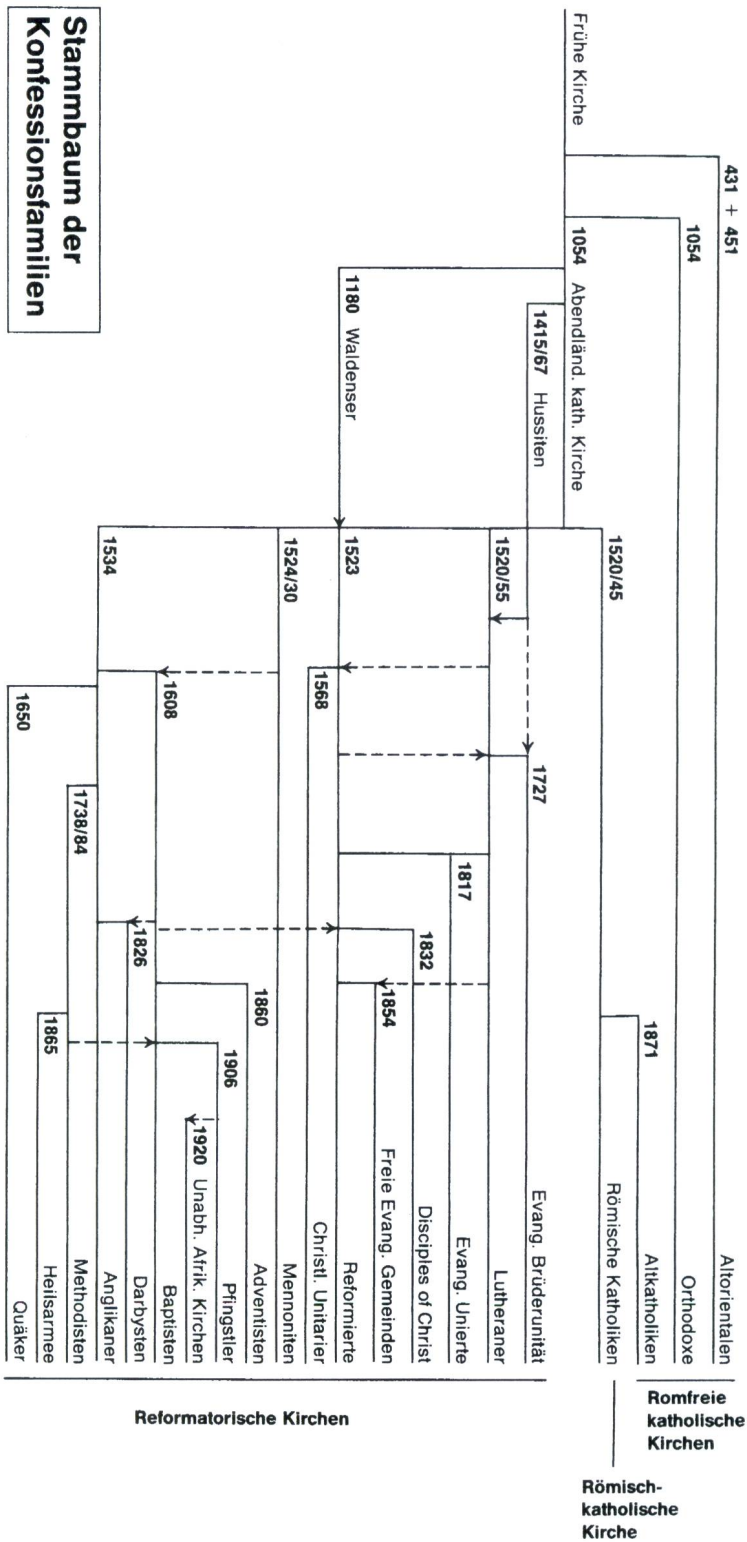 Stammbaum der
Konfessionsfamilien
Frühe Kirche
431 + 451
1054
1054 Abendländ. kath. Kirche
1415/67 Hussiten
1180 Waldenser
1520/45
1520/55
1523
1524/30
1534
1568
1608
1650
1727
1738/84
1817
1826
1832
1854
1860
1865
1871
1906
1920 Unabh. Afrik. Kirchen
Altorientalen
Orthodoxe
Altkatholiken
Römische Katholiken
Evang. Brüderunität
Lutheraner
Evang. Unierte
Disciples of Christ
Freie Evang. Gemeinden
Reformierte
Christl. Unitarier
Mennoniten
Adventisten
Pfingstler
Baptisten
Darbysten
Anglikaner
Methodisten
Heilsarmee
Quäker
Romfreie
katholische
Kirchen
Römisch-
katholische
Kirche
Reformatorische Kirchen